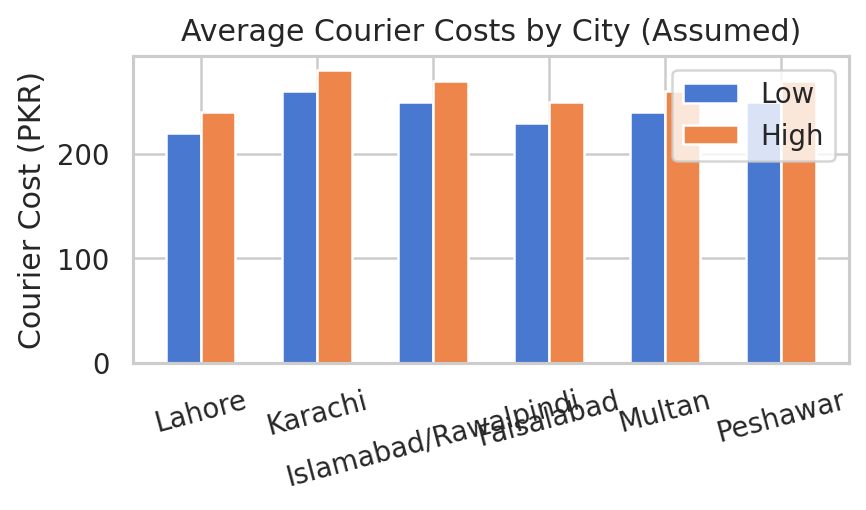 Average Courier Costs by City (Assumed)
Courier Cost (PKR)
200
100
0
Low
High
Lahore
Karachi
Islamabad/Rawalpindi
Faisalabad
Multan
Peshawar